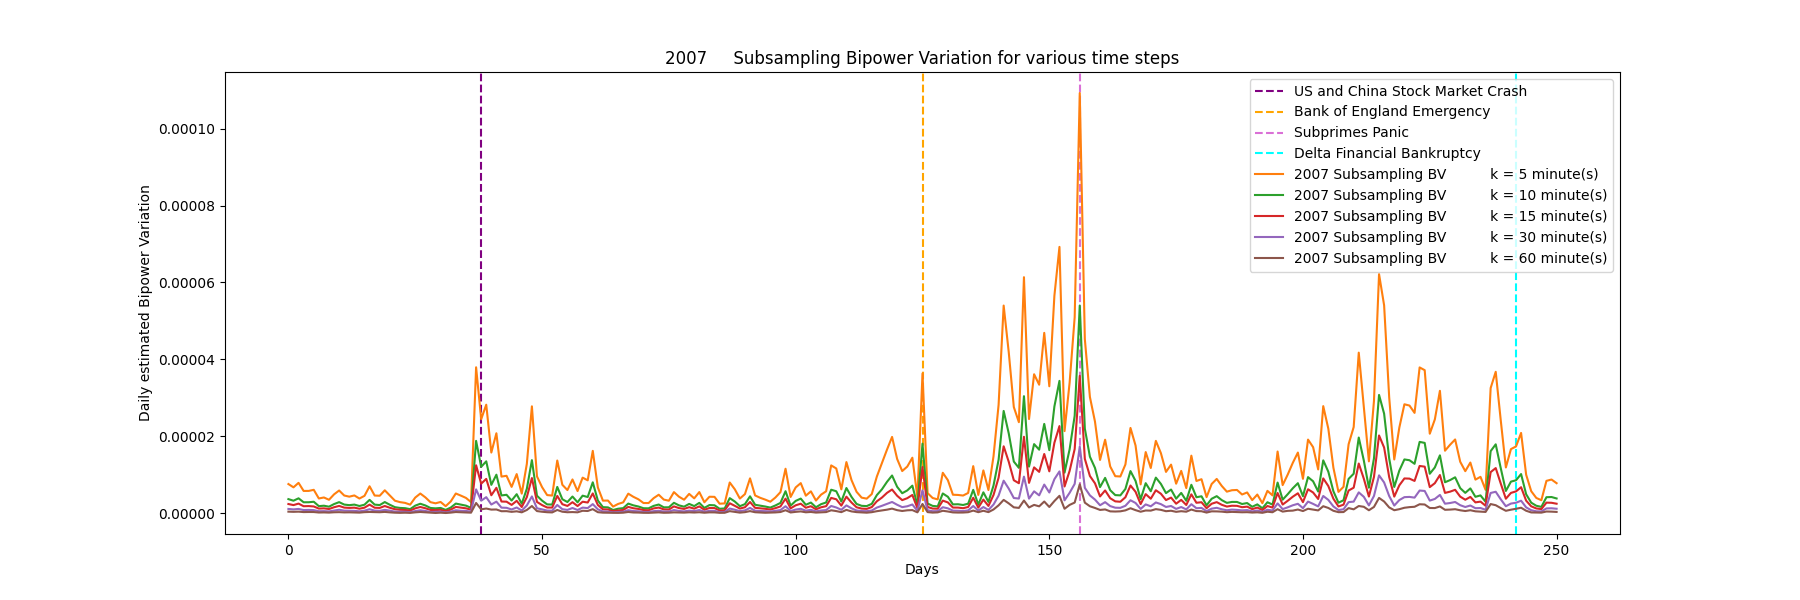 2007 Subsampling Bipower Variation for various time steps
Daily estimated Bipower Variation
0.00010
0.00008
0.00006
0.00004
0.00002
0.00000
US and China Stock Market Crash
Bank of England Emergency
Subprimes Panic
Delta Financial Bankruptcy
2007 Subsampling BV k = 5 minute(s)
2007 Subsampling BV k = 10 minute(s)
2007 Subsampling BV k = 15 minute(s)
2007 Subsampling BV k = 30 minute(s)
2007 Subsampling BV k = 60 minute(s)
0 50 100 150 200 250
Days